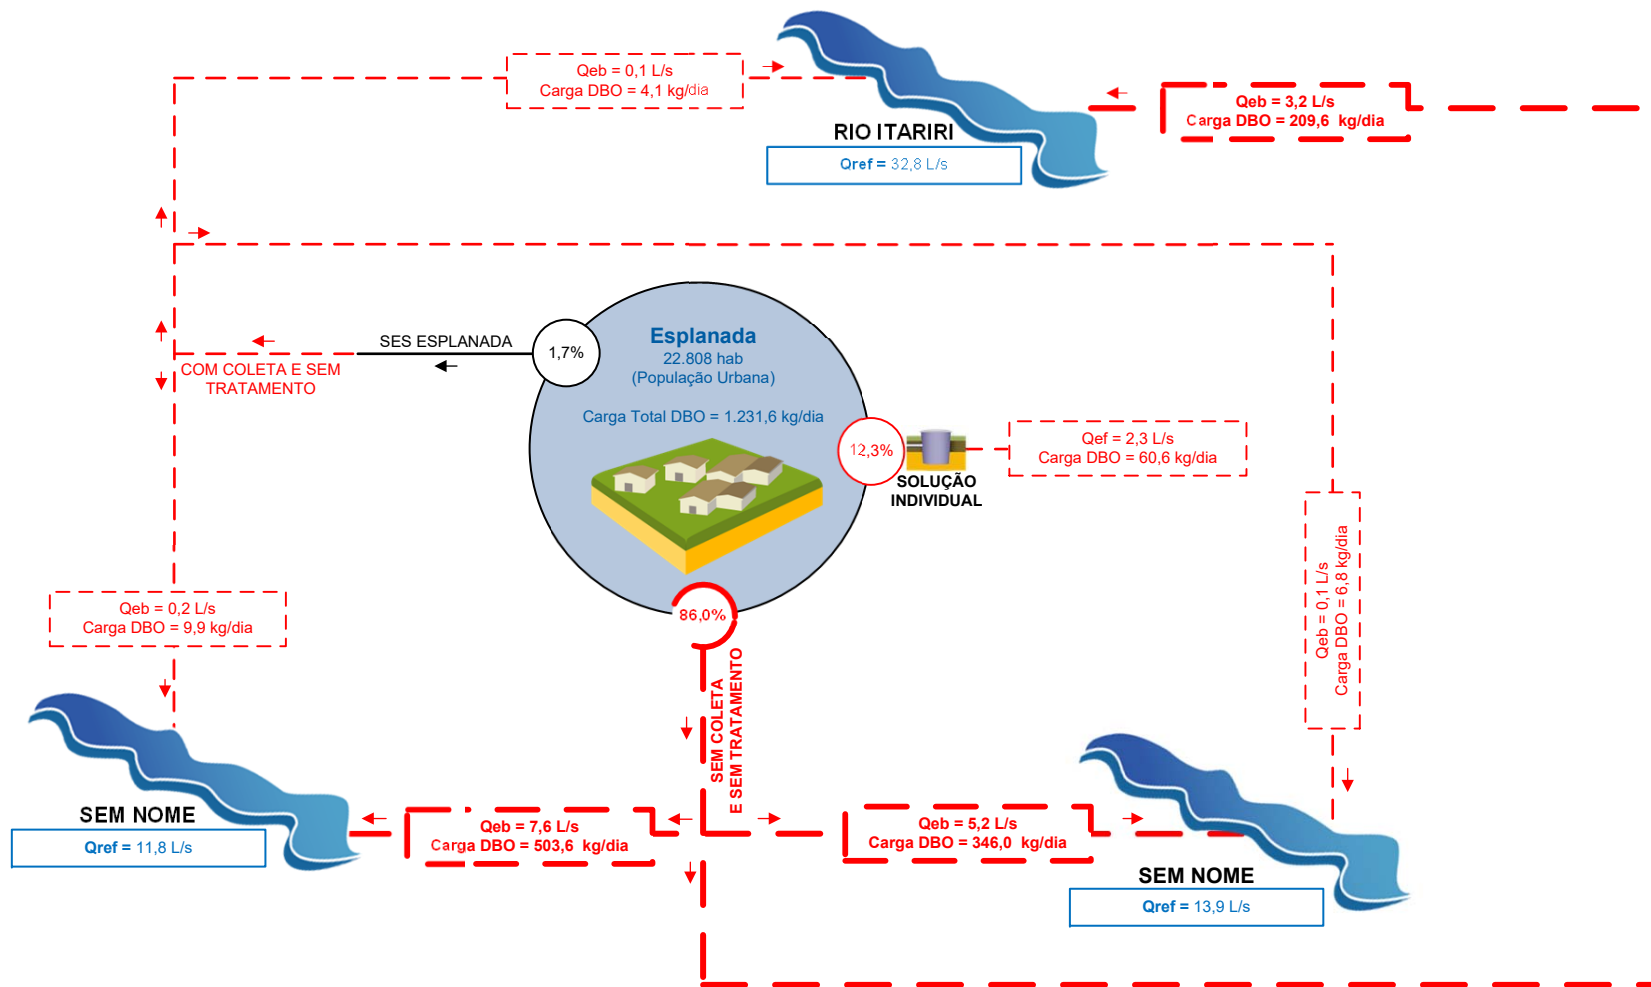 Qeb = 0,1 L/s
Carga DBO = 4,1 kg/dia
Qeb = 3,2 L/s
Carga DBO = 209,6 kg/dia
RIO ITARIRI
Qref = 32,8 L/s
SES ESPLANADA
1,7%
COM COLETA E SEM
TRATAMENTO
Esplanada
22.808 hab
(População Urbana)
Carga Total DBO = 1.231,6 kg/dia
12,3%
SOLUÇÃO
INDIVIDUAL
Qef = 2,3 L/s
Carga DBO = 60,6 kg/dia
Qeb = 0,1 L/s
Carga DBO = 6,8 kg/dia
Qeb = 0,2 L/s
Carga DBO = 9,9 kg/dia
86,0%
SEM COLETA
E SEM TRATAMENTO
SEM NOME
Qref = 11,8 L/s
Qeb = 7,6 L/s
Carga DBO = 503,6 kg/dia
Qeb = 5,2 L/s
Carga DBO = 346,0 kg/dia
SEM NOME
Qref = 13,9 L/s